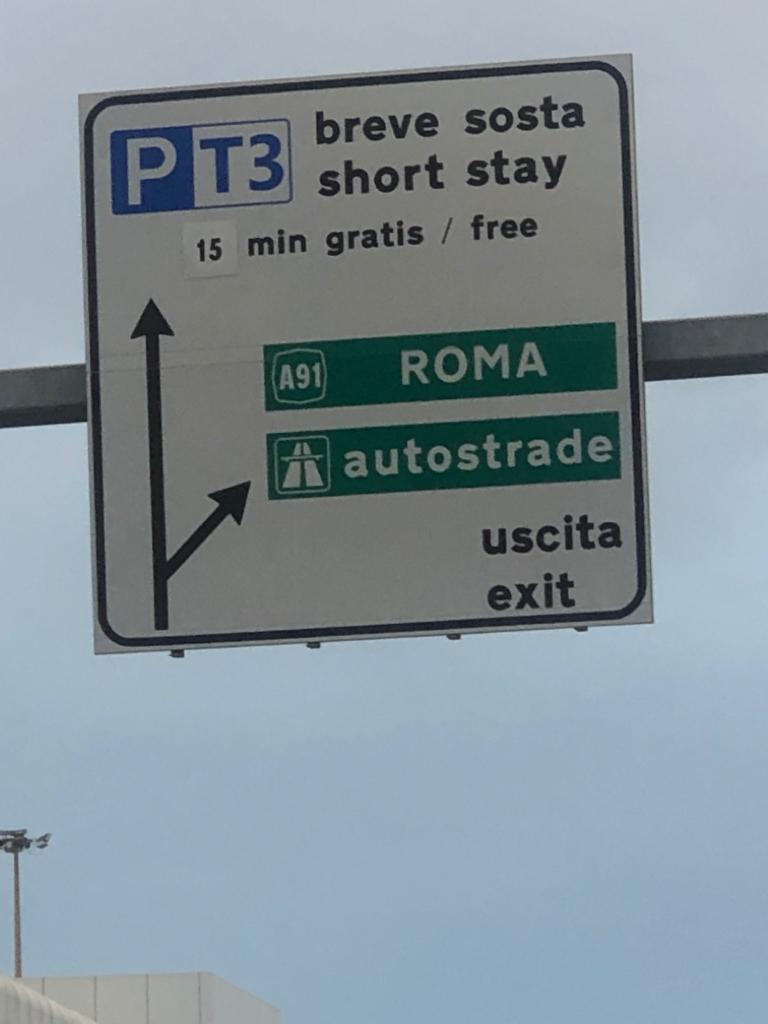 P T3 breve sosta
short stay
15 min gratis / free
A91 ROMA
autostrade
uscita
exit